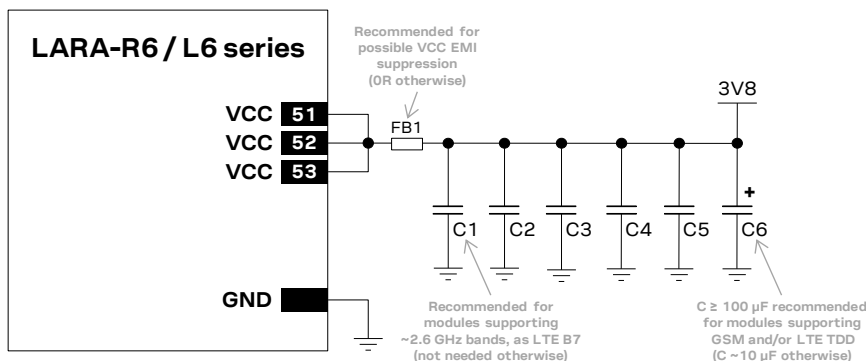 LARA-R6 / L6 series
Recommended for
possible VCC EMI
suppression
(0R otherwise)
3V8
VCC 51
FB1
VCC 52
VCC 53
+
C1 C2 C3 C4 C5 C6
GND
Recommended for
modules supporting
~2.6 GHz bands, as LTE B7
(not needed otherwise)
C ≥ 100 µF recommended
for modules supporting
GSM and/or LTE TDD
(C ~10 µF otherwise)